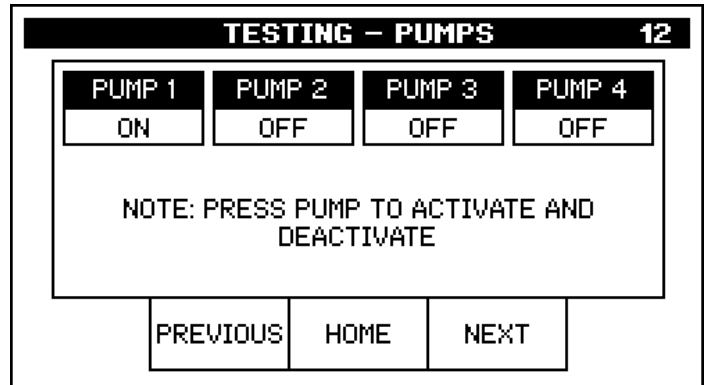 TESTING – PUMPS 12
PUMP 1 PUMP 2 PUMP 3 PUMP 4
ON OFF OFF OFF
NOTE: PRESS PUMP TO ACTIVATE AND
DEACTIVATE
PREVIOUS HOME NEXT